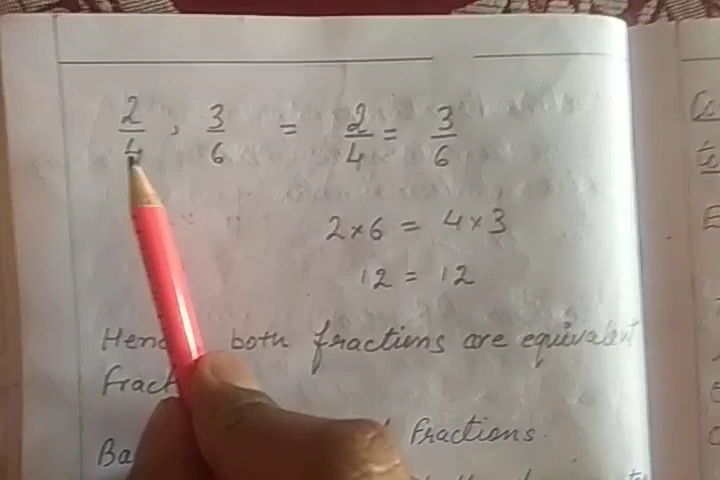 2/4 , 3/6 = 2/4 = 3/6
2×6 = 4×3
12 = 12
both fractions are equivalent
fractions.